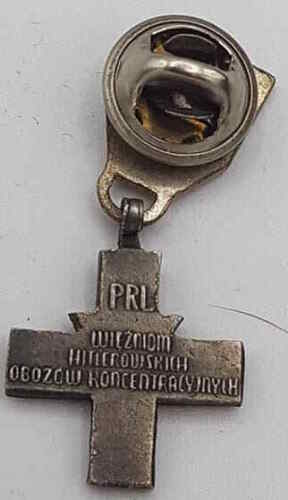 PRL
WIĘŹNIOM
HITLEROWSKICH
OBOZÓW KONCENTRACYJNYCH